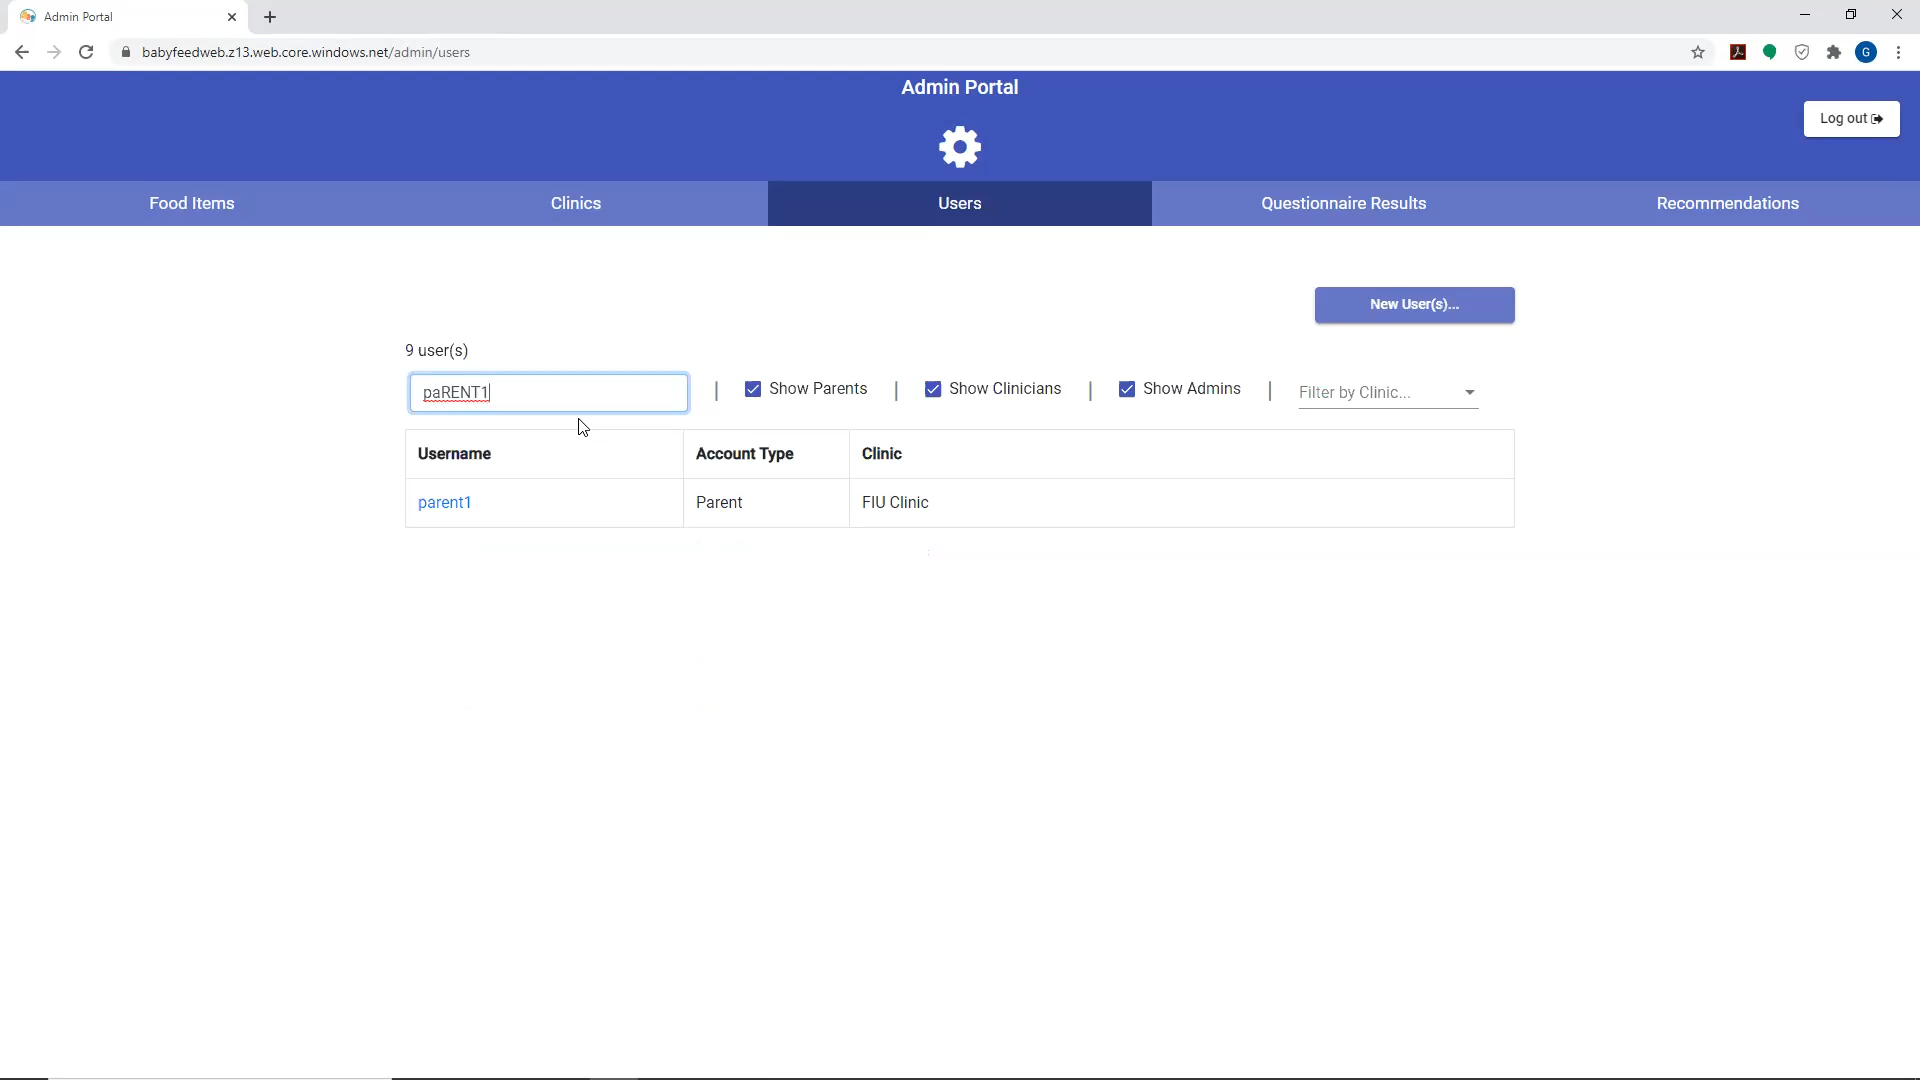 Admin Portal
babyfeedweb.z13.web.core.windows.net/admin/users
G
Admin Portal
Log out
Food Items
Clinics
Users
Questionnaire Results
Recommendations
New User(s)...
9 user(s)
paRENT1
| Show Parents | Show Clinicians | Show Admins | Filter by Clinic...
Username Account Type Clinic
parent1 Parent FIU Clinic